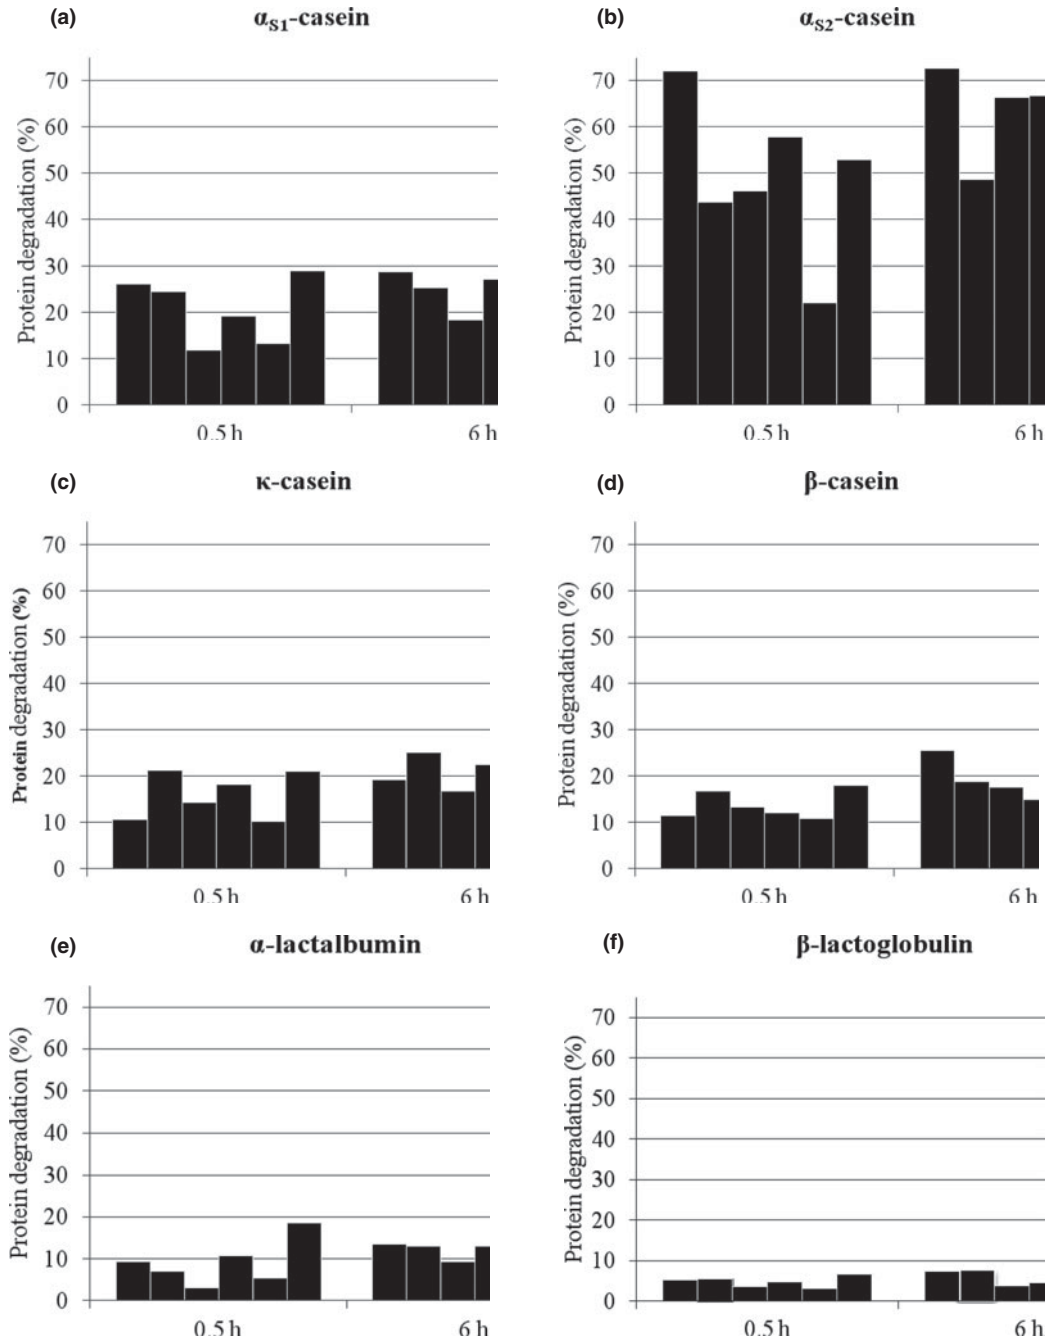 (a) α_S1-casein
Protein degradation (%)
70
60
50
40
30
20
10
0
0.5 h 6 h
(b) α_S2-casein
Protein degradation (%)
70
60
50
40
30
20
10
0
0.5 h 6 h
(c) κ-casein
Protein degradation (%)
70
60
50
40
30
20
10
0
0.5 h 6 h
(d) β-casein
Protein degradation (%)
70
60
50
40
30
20
10
0
0.5 h 6 h
(e) α-lactalbumin
Protein degradation (%)
70
60
50
40
30
20
10
0
0.5 h 6 h
(f) β-lactoglobulin
Protein degradation (%)
70
60
50
40
30
20
10
0
0.5 h 6 h